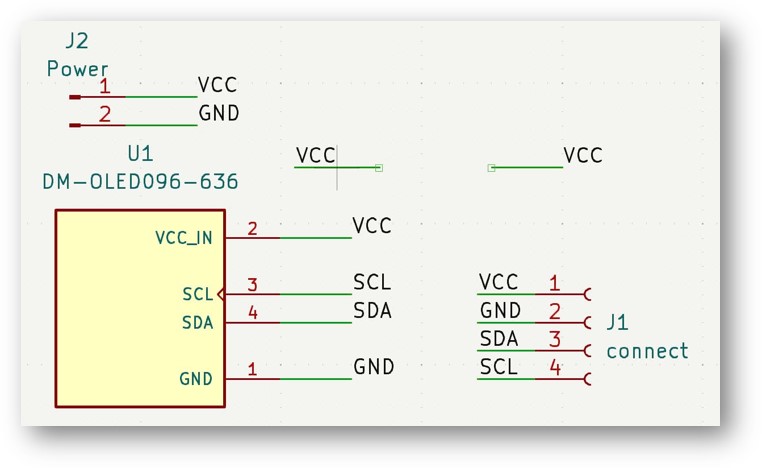 J2
Power
1 VCC
2 GND
VCC
VCC
U1
DM-OLED096-636
VCC_IN 2 VCC
SCL 3 SCL
SDA 4 SDA
GND 1 GND
VCC 1
GND 2
SDA 3
SCL 4
J1
connect